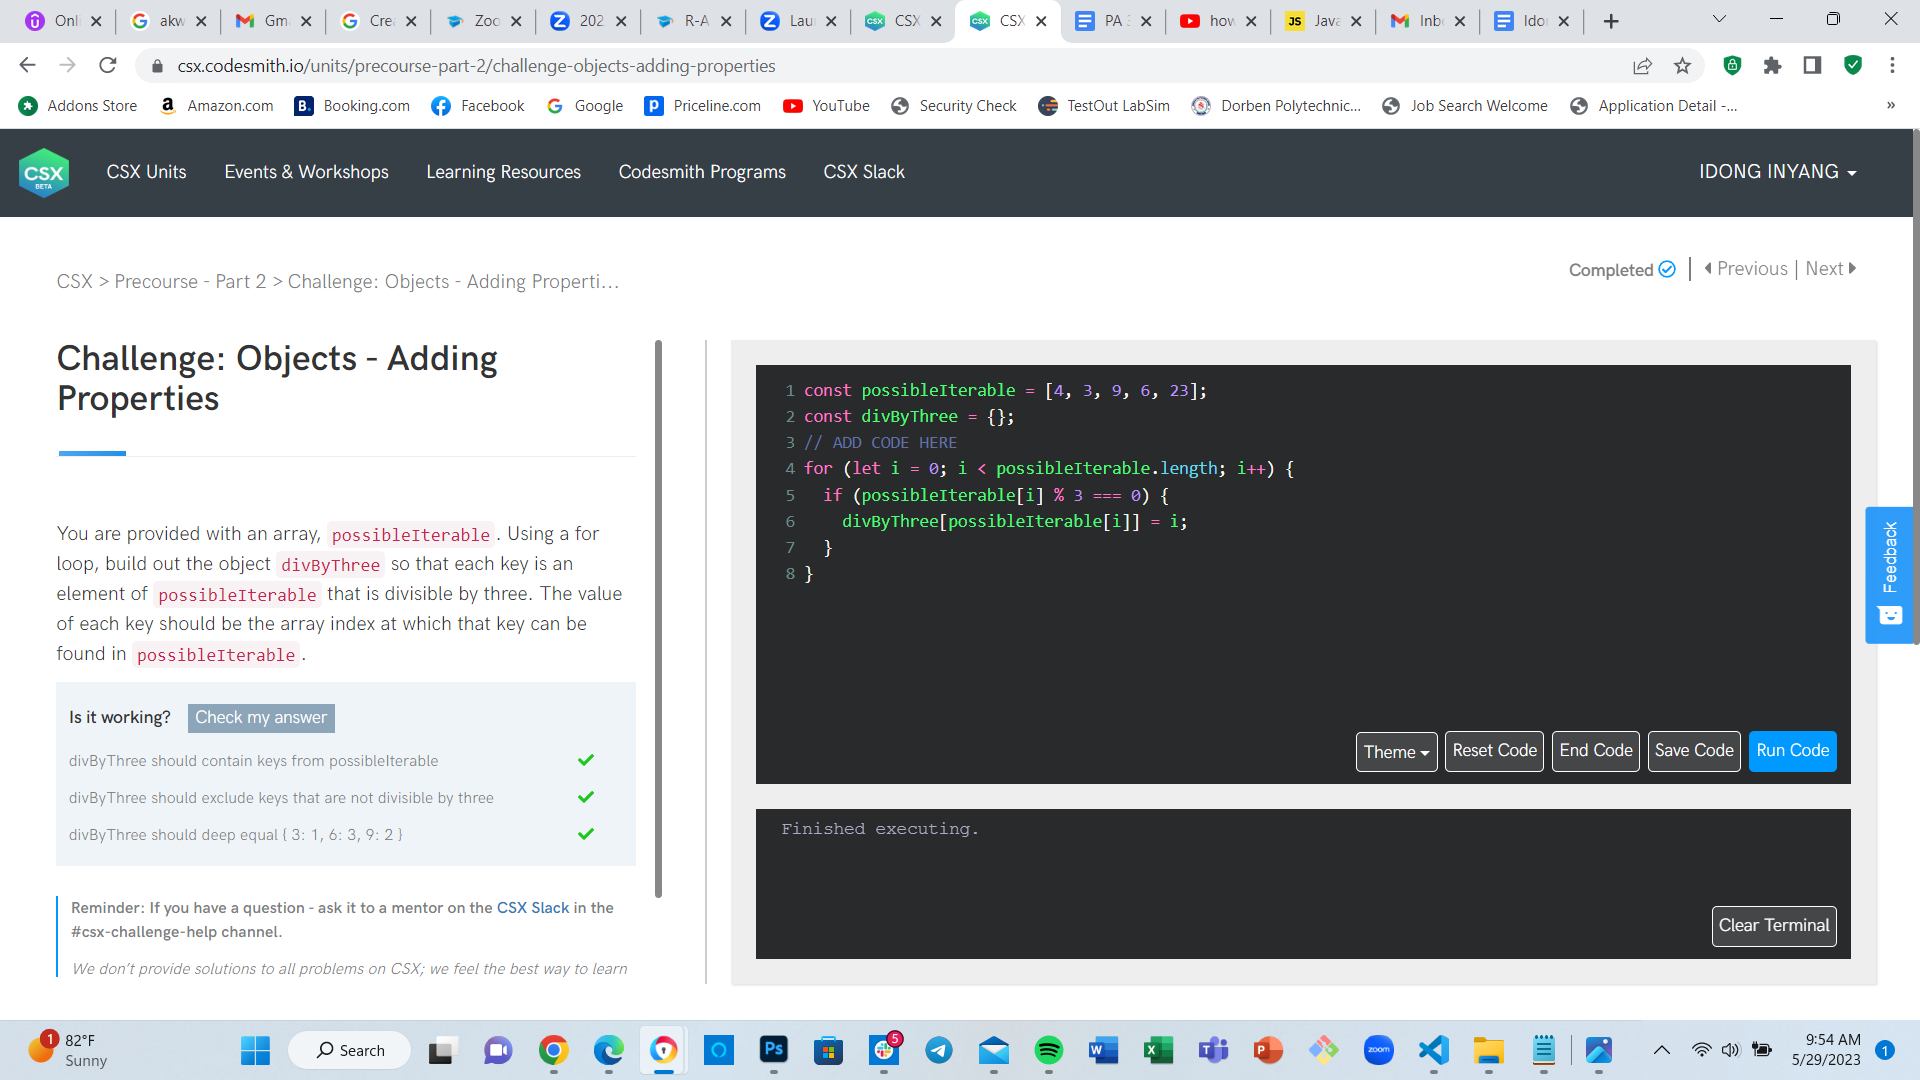 Onli
akw
Gma
Crea
Zoo
202
R-A
Lau
CSX
CSX
PA 3
how
JS Java
Inbo
Idon
csx.codesmith.io/units/precourse-part-2/challenge-objects-adding-properties
Addons Store
Amazon.com
Booking.com
Facebook
Google
Priceline.com
YouTube
Security Check
TestOut LabSim
Dorben Polytechnic...
Job Search Welcome
Application Detail -...
»
CSX BETA
CSX Units
Events & Workshops
Learning Resources
Codesmith Programs
CSX Slack
IDONG INYANG
CSX > Precourse - Part 2 > Challenge: Objects - Adding Properti...
Completed
Previous | Next
Challenge: Objects - Adding
Properties
You are provided with an array, possibleIterable. Using a for
loop, build out the object divByThree so that each key is an
element of possibleIterable that is divisible by three. The value
of each key should be the array index at which that key can be
found in possibleIterable.
Is it working? Check my answer
divByThree should contain keys from possibleIterable
divByThree should exclude keys that are not divisible by three
divByThree should deep equal { 3: 1, 6: 3, 9: 2 }
Reminder: If you have a question - ask it to a mentor on the CSX Slack in the
#csx-challenge-help channel.
We don't provide solutions to all problems on CSX; we feel the best way to learn
1 const possibleIterable = [4, 3, 9, 6, 23];
2 const divByThree = {};
3 // ADD CODE HERE
4 for (let i = 0; i < possibleIterable.length; i++) {
5 if (possibleIterable[i] % 3 === 0) {
6 divByThree[possibleIterable[i]] = i;
7 }
8 }
Theme
Reset Code
End Code
Save Code
Run Code
Finished executing.
Clear Terminal
Feedback
1
82°F
Sunny
Search
Ps
5
zoom
9:54 AM
5/29/2023
1